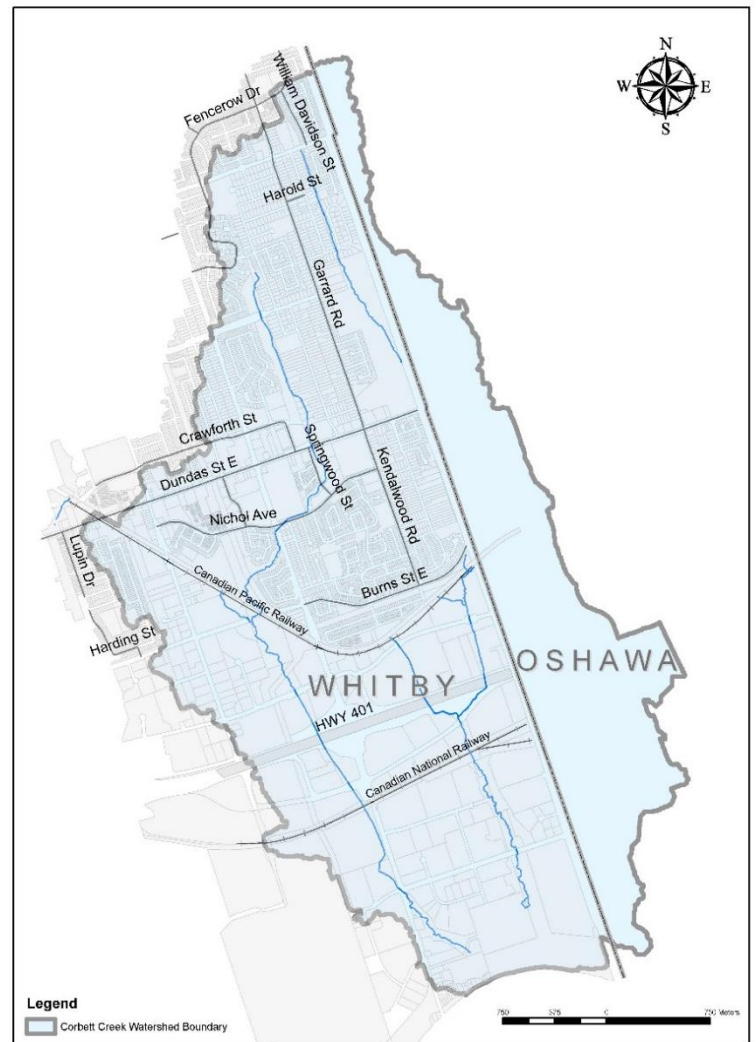 N
W E
S
William Davidson St
Fencerow Dr
Harold St
Garrard Rd
Crawforth St
Springwood St
Dundas St E
Kendalwood Rd
Nichol Ave
Lupin Dr
Canadian Pacific Railway
Burns St E
Harding St
OSHAWA
WHITBY
HWY 401
Canadian National Railway
Legend
Corbett Creek Watershed Boundary
750 375 0 750 Meters